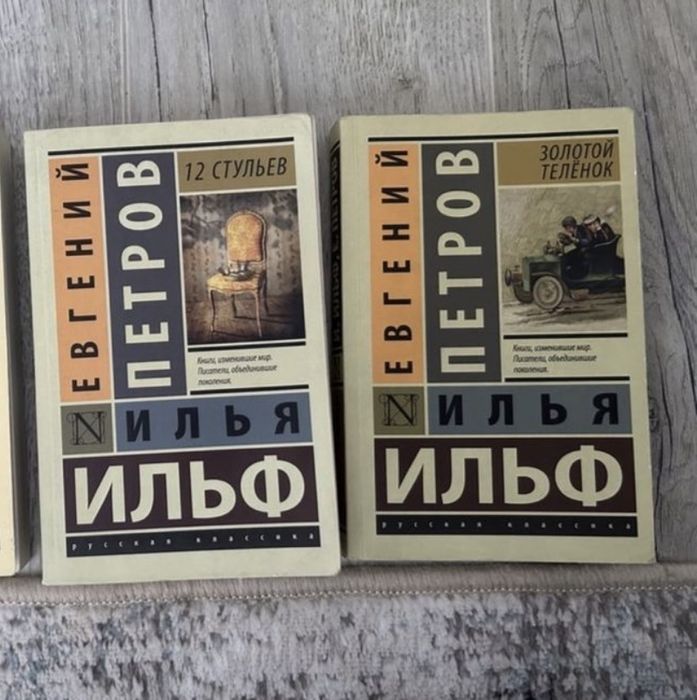 ЕВГЕНИЙ
ПЕТРОВ
12 СТУЛЬЕВ
Книги, изменившие мир.
Писатели, объединившие
поколения.
ИЛЬЯ
ИЛЬФ
русская классика
ЕВГЕНИЙ
ПЕТРОВ
ЗОЛОТОЙ
ТЕЛЁНОК
Книги, изменившие мир.
Писатели, объединившие
поколения.
N
ИЛЬЯ
ИЛЬФ
русская классика